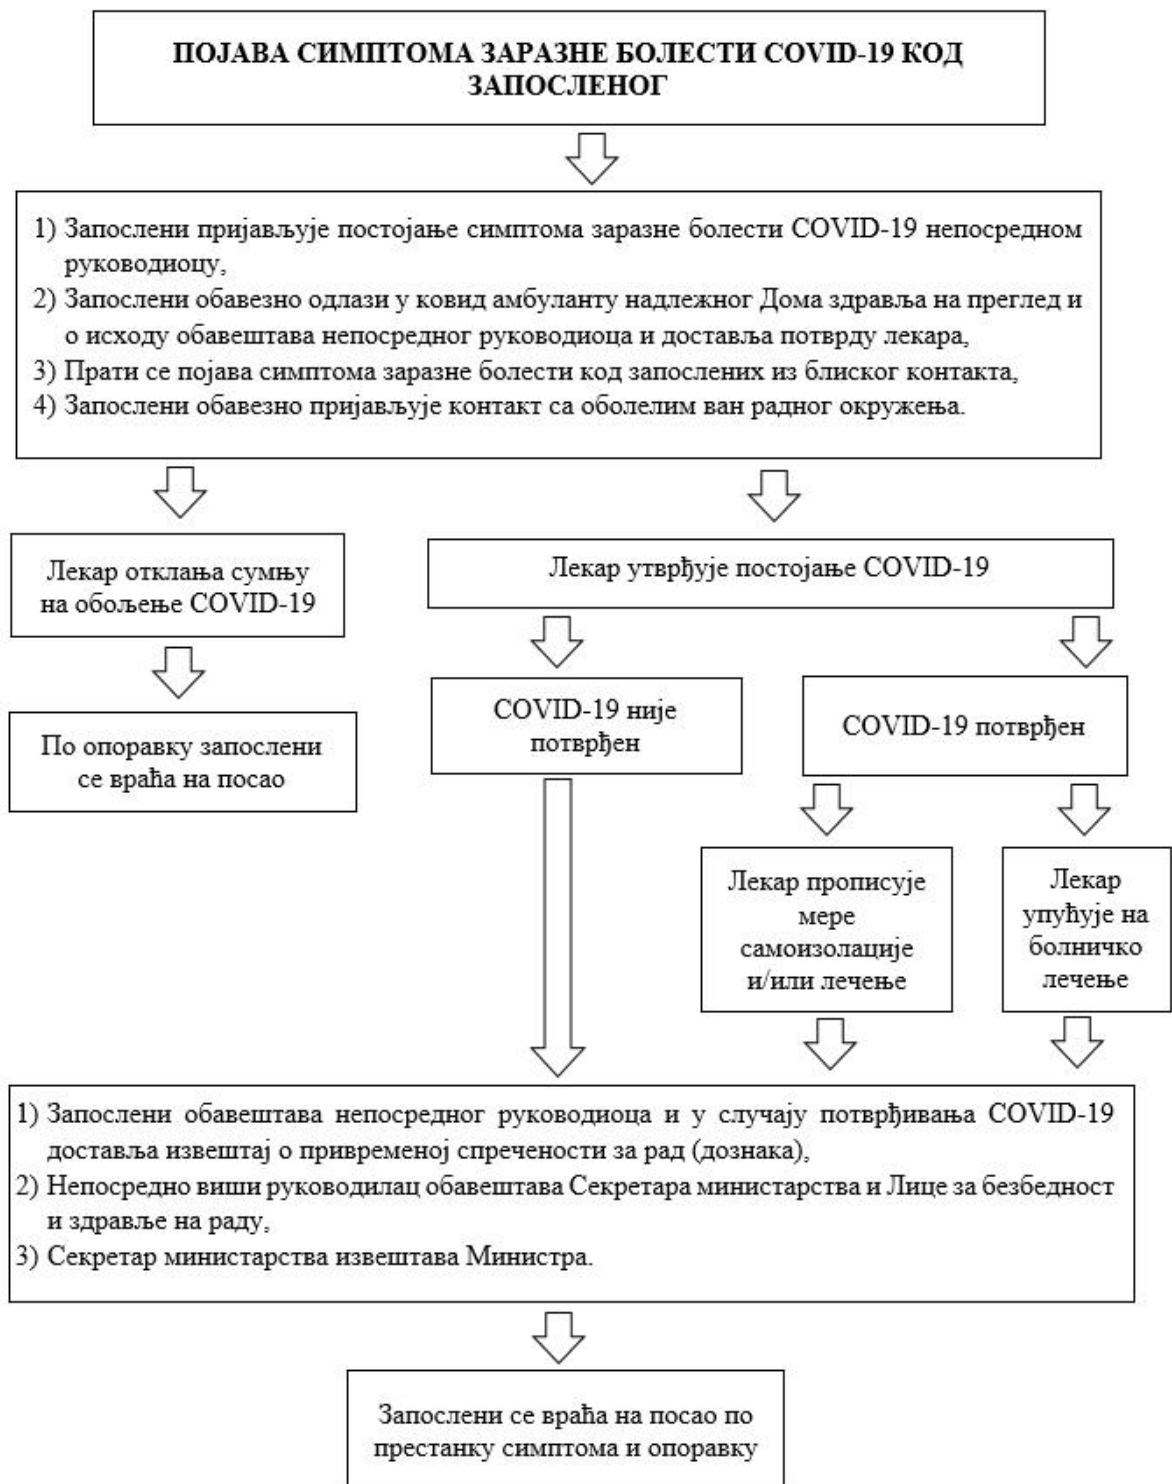 ПОЈАВА СИМПТОМА ЗАРАЗНЕ БОЛЕСТИ COVID-19 КОД
ЗАПОСЛЕНОГ
1) Запослени пријављује постојање симптома заразне болести COVID-19 непосредном
руководиоцу,
2) Запослени обавезно одлази у ковид амбуланту надлежног Дома здравља на преглед и
о исходу обавештава непосредног руководиоца и доставља потврду лекара,
3) Прати се појава симптома заразне болести код запослених из блиског контакта,
4) Запослени обавезно пријављује контакт са оболелим ван радног окружења.
Лекар отклања сумњу
на обољење COVID-19
Лекар утврђује постојање COVID-19
По опоравку запослени
се враћа на посао
COVID-19 није
потврђен
COVID-19 потврђен
Лекар прописује
мере
самоизолације
и/или лечење
Лекар
упућује на
болничко
лечење
1) Запослени обавештава непосредног руководиоца и у случају потврђивања COVID-19
доставља извештај о привременој спречености за рад (дознака),
2) Непосредно виши руководилац обавештава Секретара министарства и Лице за безбедност
и здравље на раду,
3) Секретар министарства извештава Министра.
Запослени се враћа на посао по
престанку симптома и опоравку